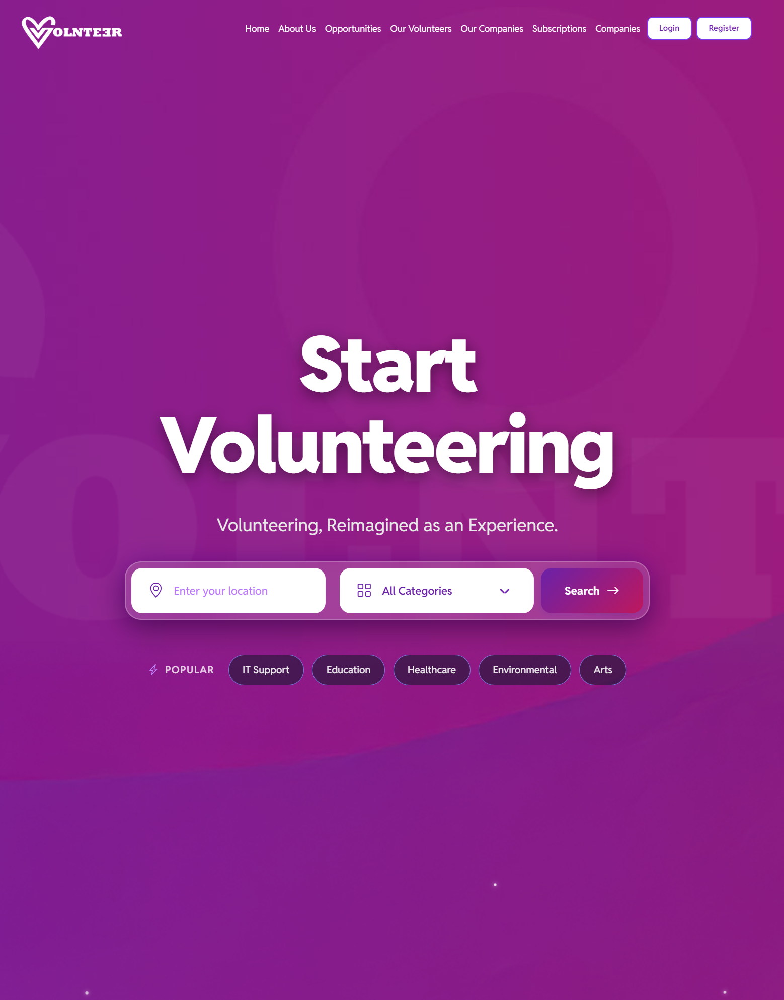 VOLNTEƎR
Home About Us Opportunities Our Volunteers Our Companies Subscriptions Companies Login Register
Start
Volunteering
Volunteering, Reimagined as an Experience.
Enter your location All Categories Search
POPULAR IT Support Education Healthcare Environmental Arts
OLNT